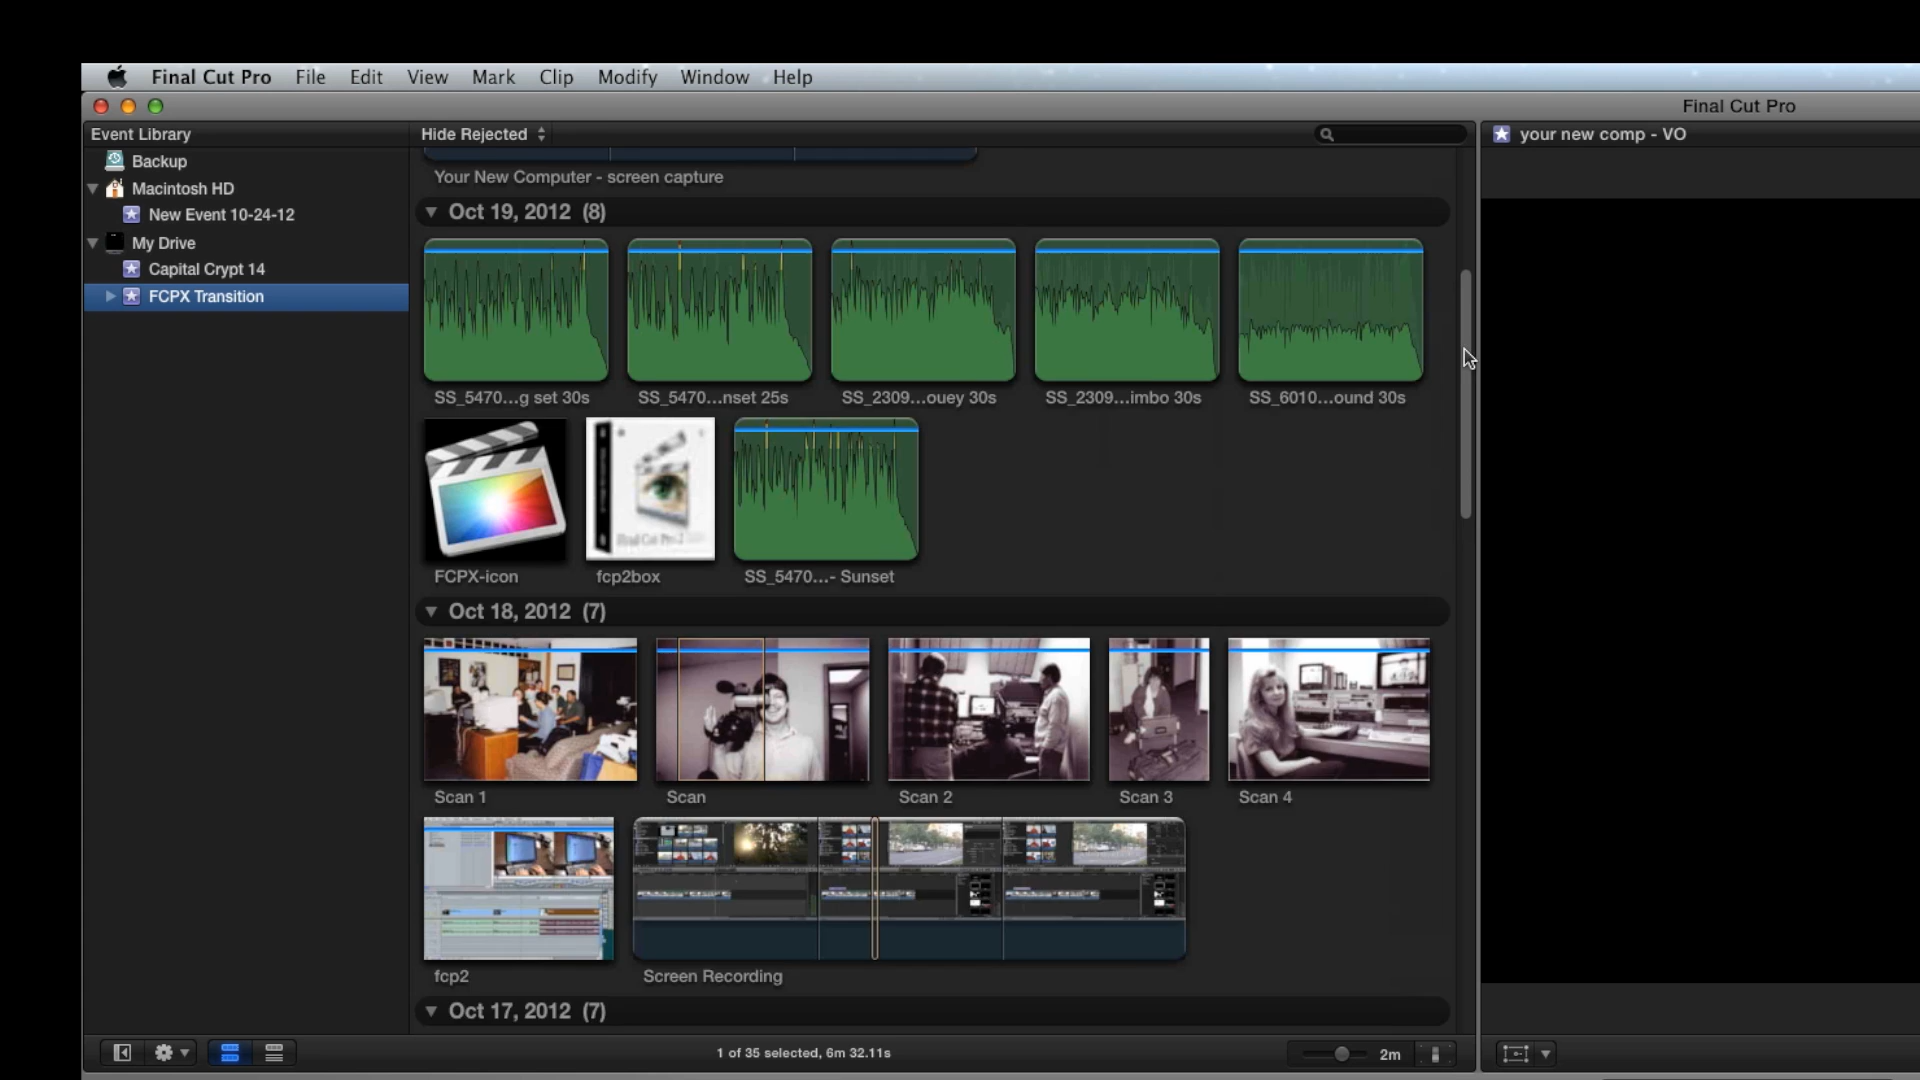 Final Cut Pro File Edit View Mark Clip Modify Window Help
Final Cut Pro
Event Library
Hide Rejected
your new comp - VO
Backup
Macintosh HD
New Event 10-24-12
My Drive
Capital Crypt 14
FCPX Transition
Your New Computer - screen capture
Oct 19, 2012 (8)
SS_5470...g set 30s
SS_5470...nset 25s
SS_2309...ouey 30s
SS_2309...imbo 30s
SS_6010...ound 30s
Final Cut Pro 2
FCPX-icon
fcp2box
SS_5470...- Sunset
Oct 18, 2012 (7)
Scan 1
Scan
Scan 2
Scan 3
Scan 4
fcp2
Screen Recording
Oct 17, 2012 (7)
1 of 35 selected, 6m 32.11s
2m